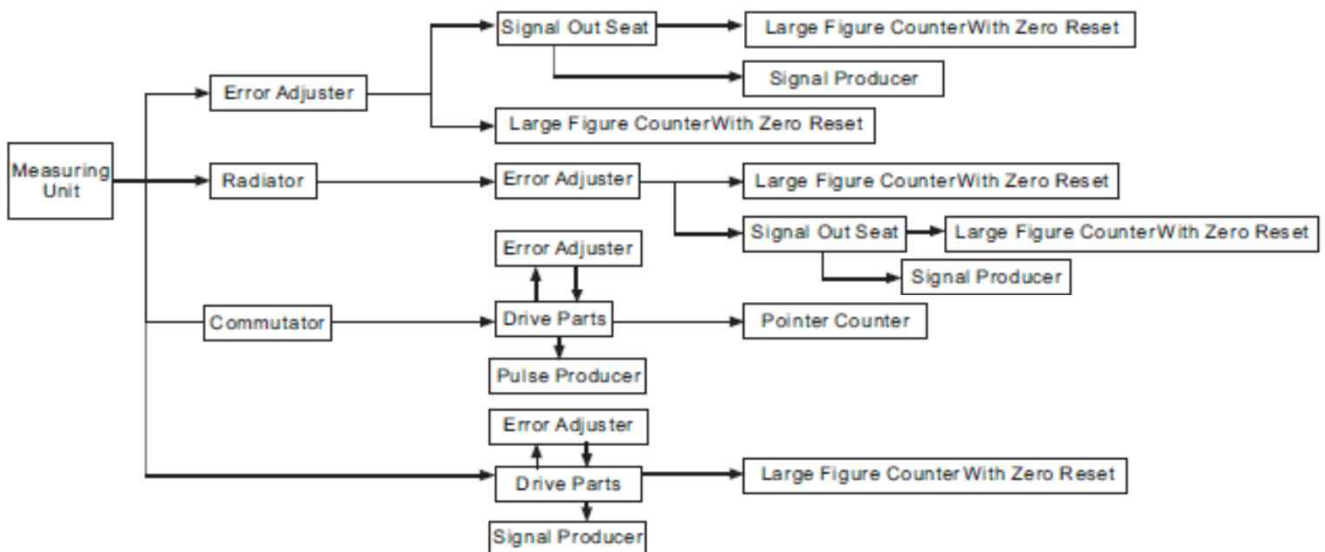 Signal Out Seat
Large Figure CounterWith Zero Reset
Signal Producer
Error Adjuster
Large Figure CounterWith Zero Reset
Measuring
Unit
Radiator
Error Adjuster
Large Figure CounterWith Zero Reset
Signal Out Seat
Large Figure CounterWith Zero Reset
Error Adjuster
Signal Producer
Commutator
Drive Parts
Pointer Counter
Pulse Producer
Error Adjuster
Drive Parts
Large Figure CounterWith Zero Reset
Signal Producer